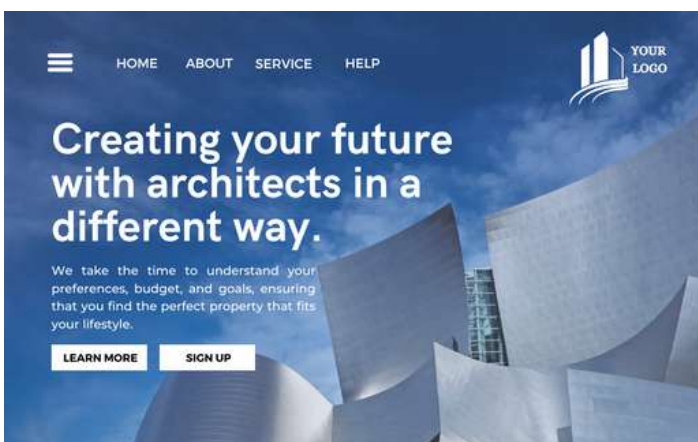 HOME ABOUT SERVICE HELP
YOUR
LOGO
Creating your future
with architects in a
different way.
We take the time to understand your
preferences, budget, and goals, ensuring
that you find the perfect property that fits
your lifestyle.
LEARN MORE SIGN UP